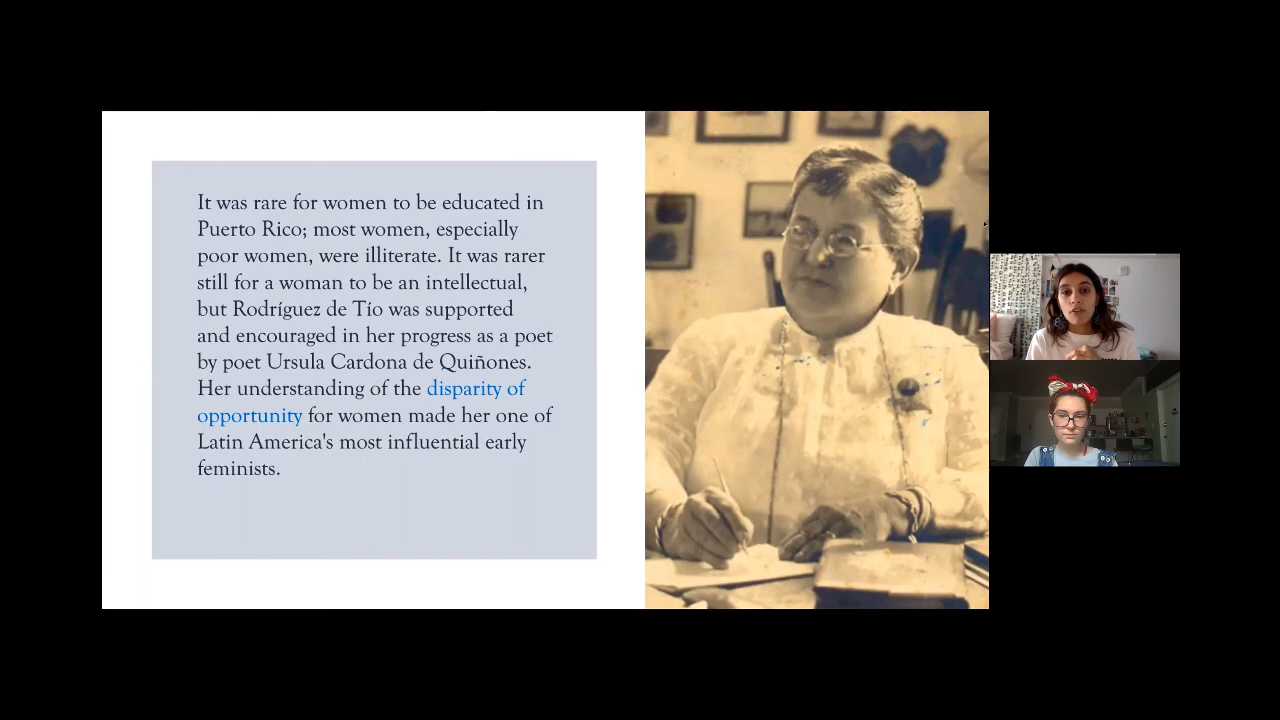 It was rare for women to be educated in
Puerto Rico; most women, especially
poor women, were illiterate. It was rarer
still for a woman to be an intellectual,
but Rodríguez de Tío was supported
and encouraged in her progress as a poet
by poet Ursula Cardona de Quiñones.
Her understanding of the disparity of
opportunity for women made her one of
Latin America's most influential early
feminists.